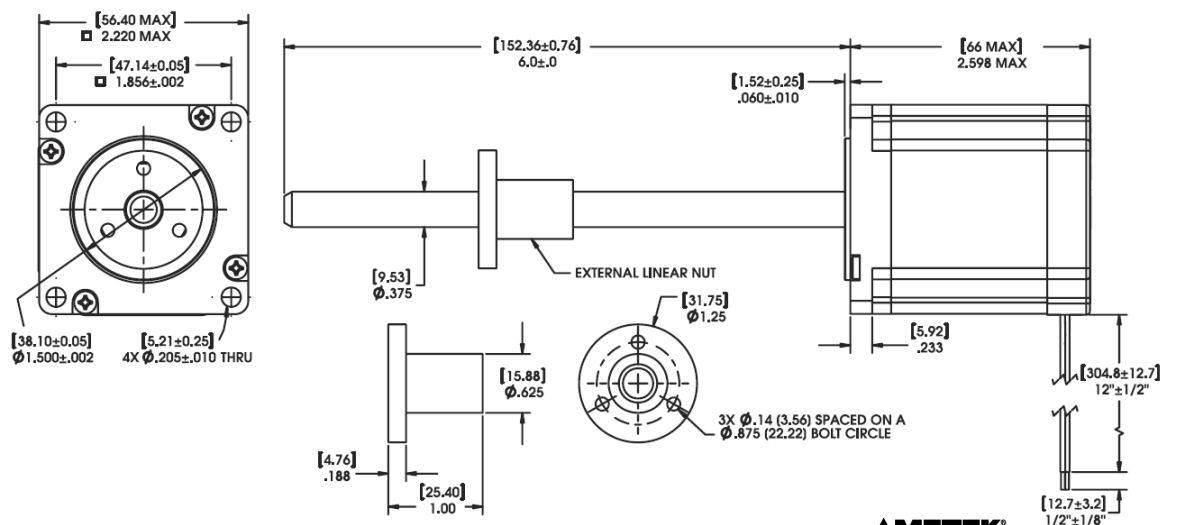 [56.40 MAX]
2.220 MAX
[47.14±0.05]
1.856±.002
[152.36±0.76]
6.0±.0
[66 MAX]
2.598 MAX
[1.52±0.25]
.060±.010
[9.53]
Ø.375
EXTERNAL LINEAR NUT
[38.10±0.05]
Ø1.500±.002
[5.21±0.25]
4X Ø.205±.010 THRU
[31.75]
Ø1.25
[5.92]
.233
[15.88]
Ø.625
[304.8±12.7]
12"±1/2"
3X Ø.14 (3.56) SPACED ON A
Ø.875 (22.22) BOLT CIRCLE
[4.76]
.188
[25.40]
1.00
[12.7±3.2]
1/2"±1/8"
AMETEK®